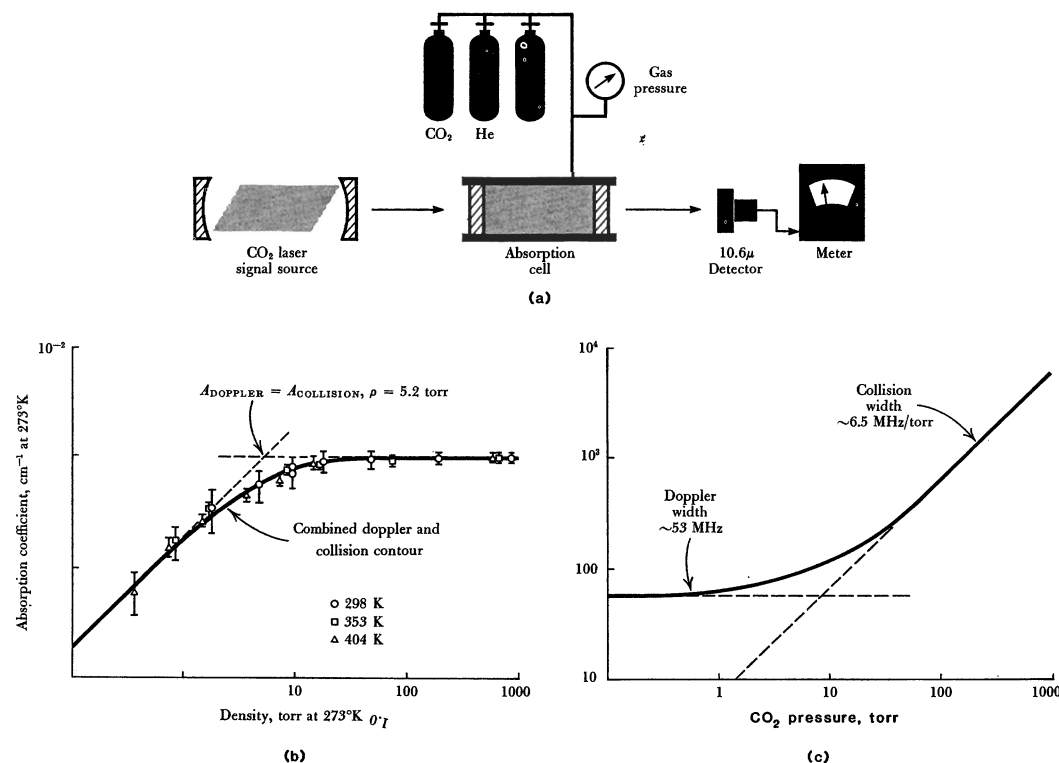 CO₂ He
Gas
pressure
CO₂ laser
signal source
Absorption
cell
10.6μ
Detector
Meter
(a)
Absorption coefficient, cm⁻¹ at 273°K
10⁻²
A_DOPPLER = A_COLLISION, ρ = 5.2 torr
Combined doppler and
collision contour
○ 298 K
□ 353 K
△ 404 K
10 100 1000
Density, torr at 273°K 0.1
(b)
10⁴
10³
100
10
Collision
width
~6.5 MHz/torr
Doppler
width
~53 MHz
1 10 100 1000
CO₂ pressure, torr
(c)